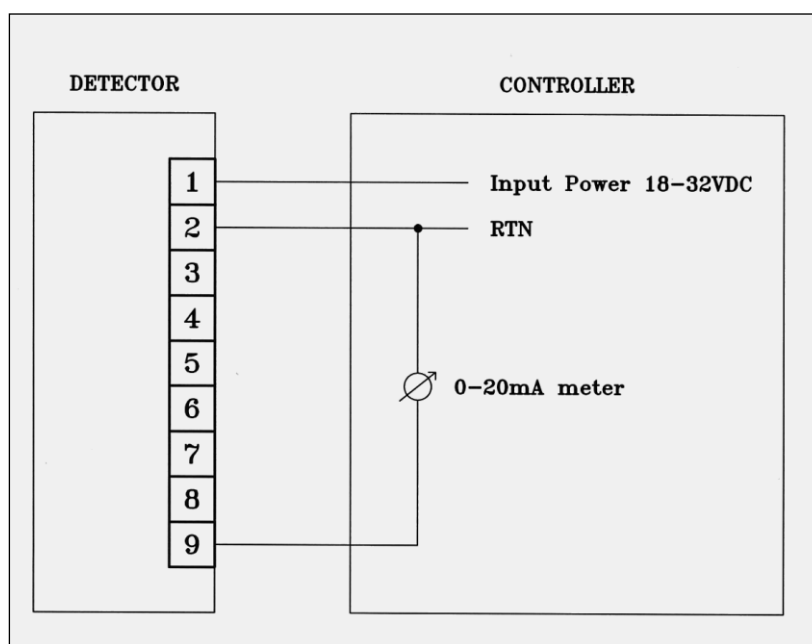 DETECTOR
CONTROLLER
1
Input Power 18-32VDC
2
RTN
3
4
5
6
0-20mA meter
7
8
9